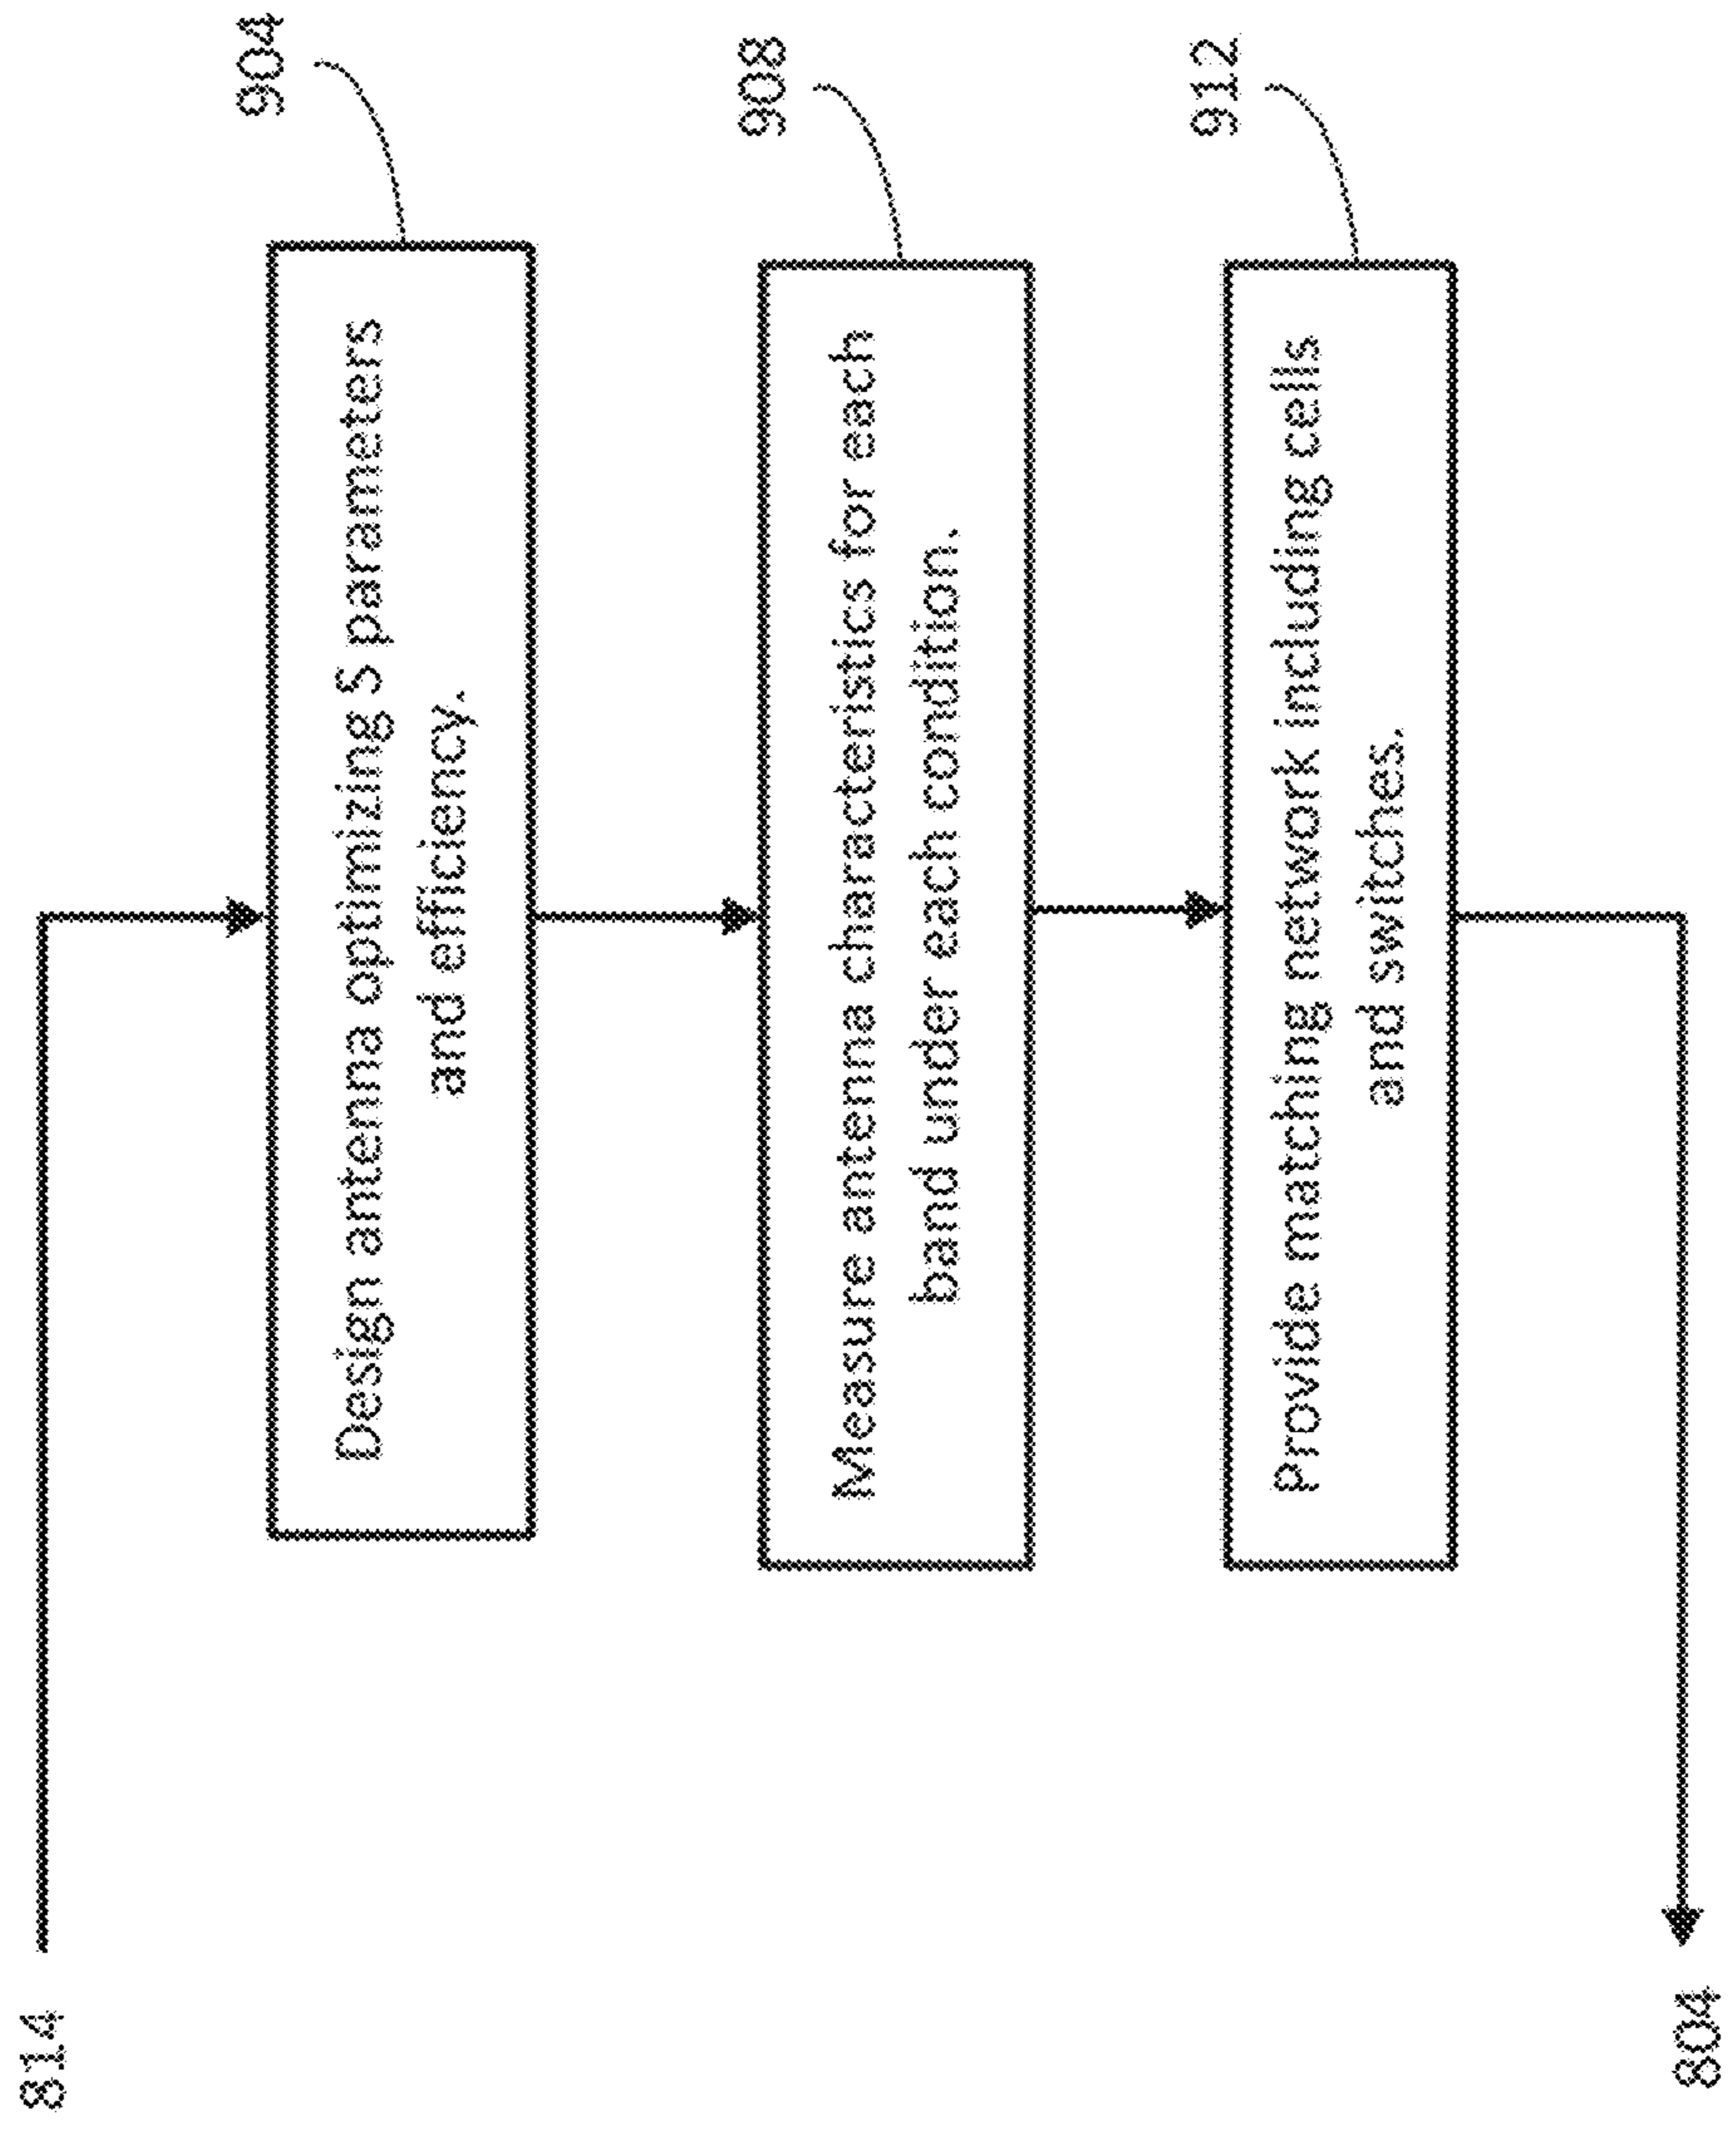 814
904
Design antenna optimizing S parameters
and efficiency.
908
Measure antenna characteristics for each
band under each condition.
912
Provide matching network including cells
and switches.
804